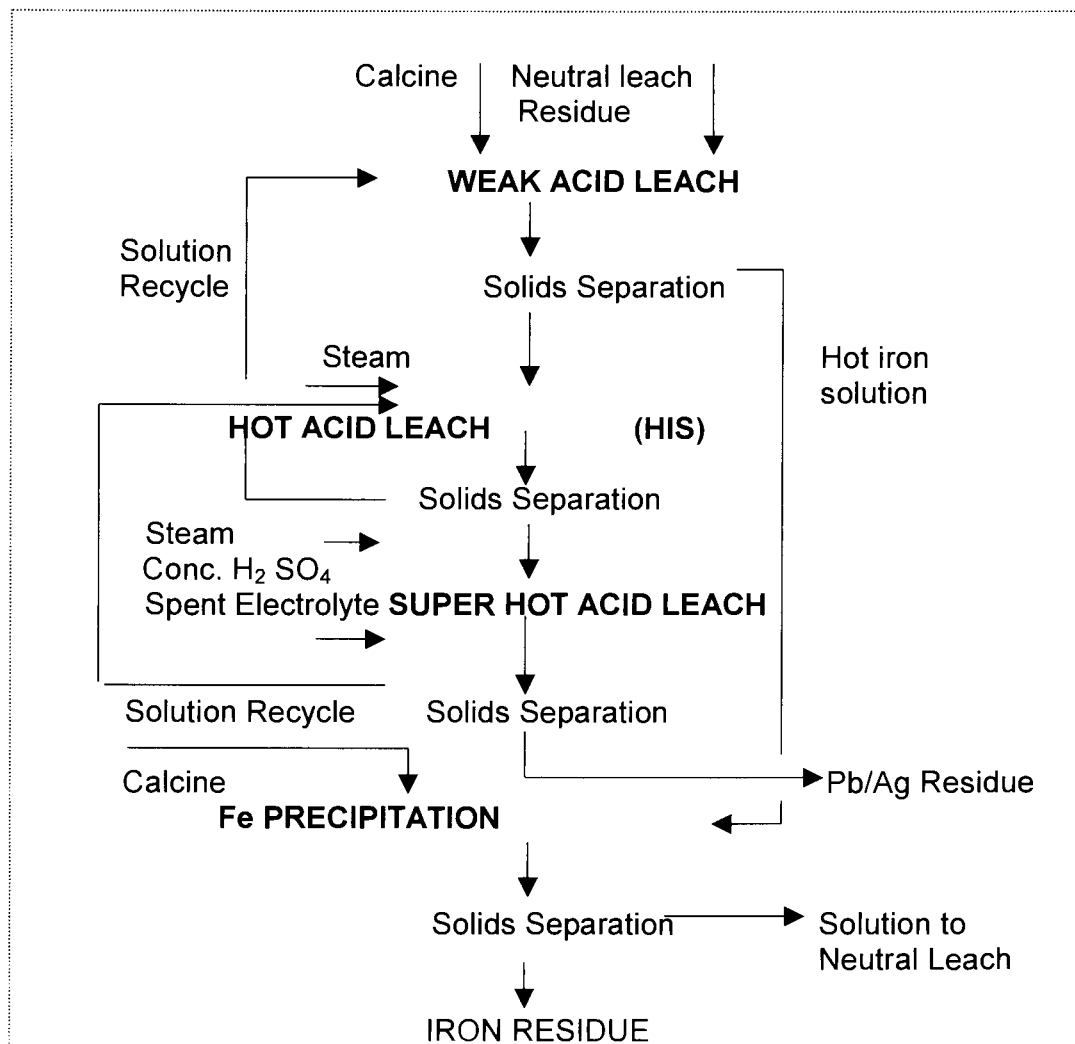 Calcine
Neutral leach
Residue
WEAK ACID LEACH
Solution
Recycle
Solids Separation
Steam
Hot iron
solution
HOT ACID LEACH (HIS)
Solids Separation
Steam
Conc. H₂ SO₄
Spent Electrolyte SUPER HOT ACID LEACH
Solution Recycle
Solids Separation
Calcine
Pb/Ag Residue
Fe PRECIPITATION
Solids Separation
Solution to
Neutral Leach
IRON RESIDUE